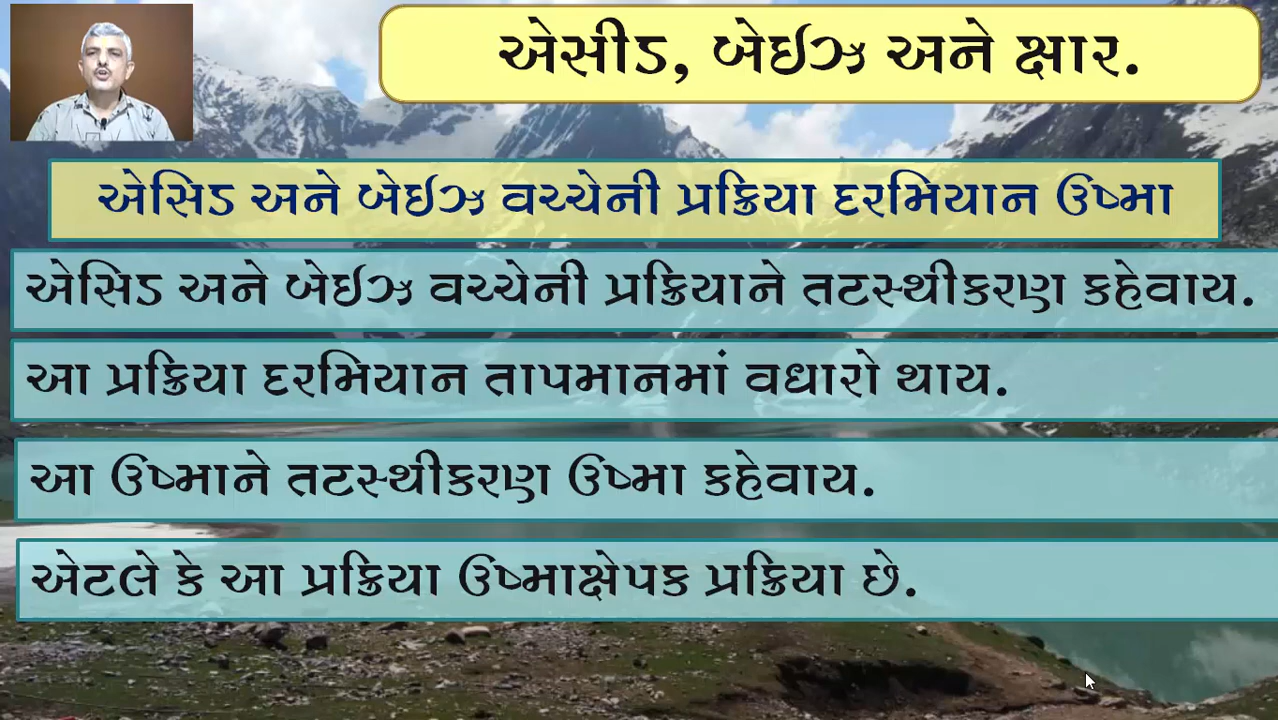 એસીડ, બેઈઝ અને ક્ષાર.
એસિડ અને બેઈઝ વચ્ચેની પ્રક્રિયા દરમિયાન ઉષ્મા
એસિડ અને બેઈઝ વચ્ચેની પ્રક્રિયાને તટસ્થીકરણ કહેવાય.
આ પ્રક્રિયા દરમિયાન તાપમાનમાં વધારો થાય.
આ ઉષ્માને તટસ્થીકરણ ઉષ્મા કહેવાય.
એટલે કે આ પ્રક્રિયા ઉષ્માક્ષેપક પ્રક્રિયા છે.